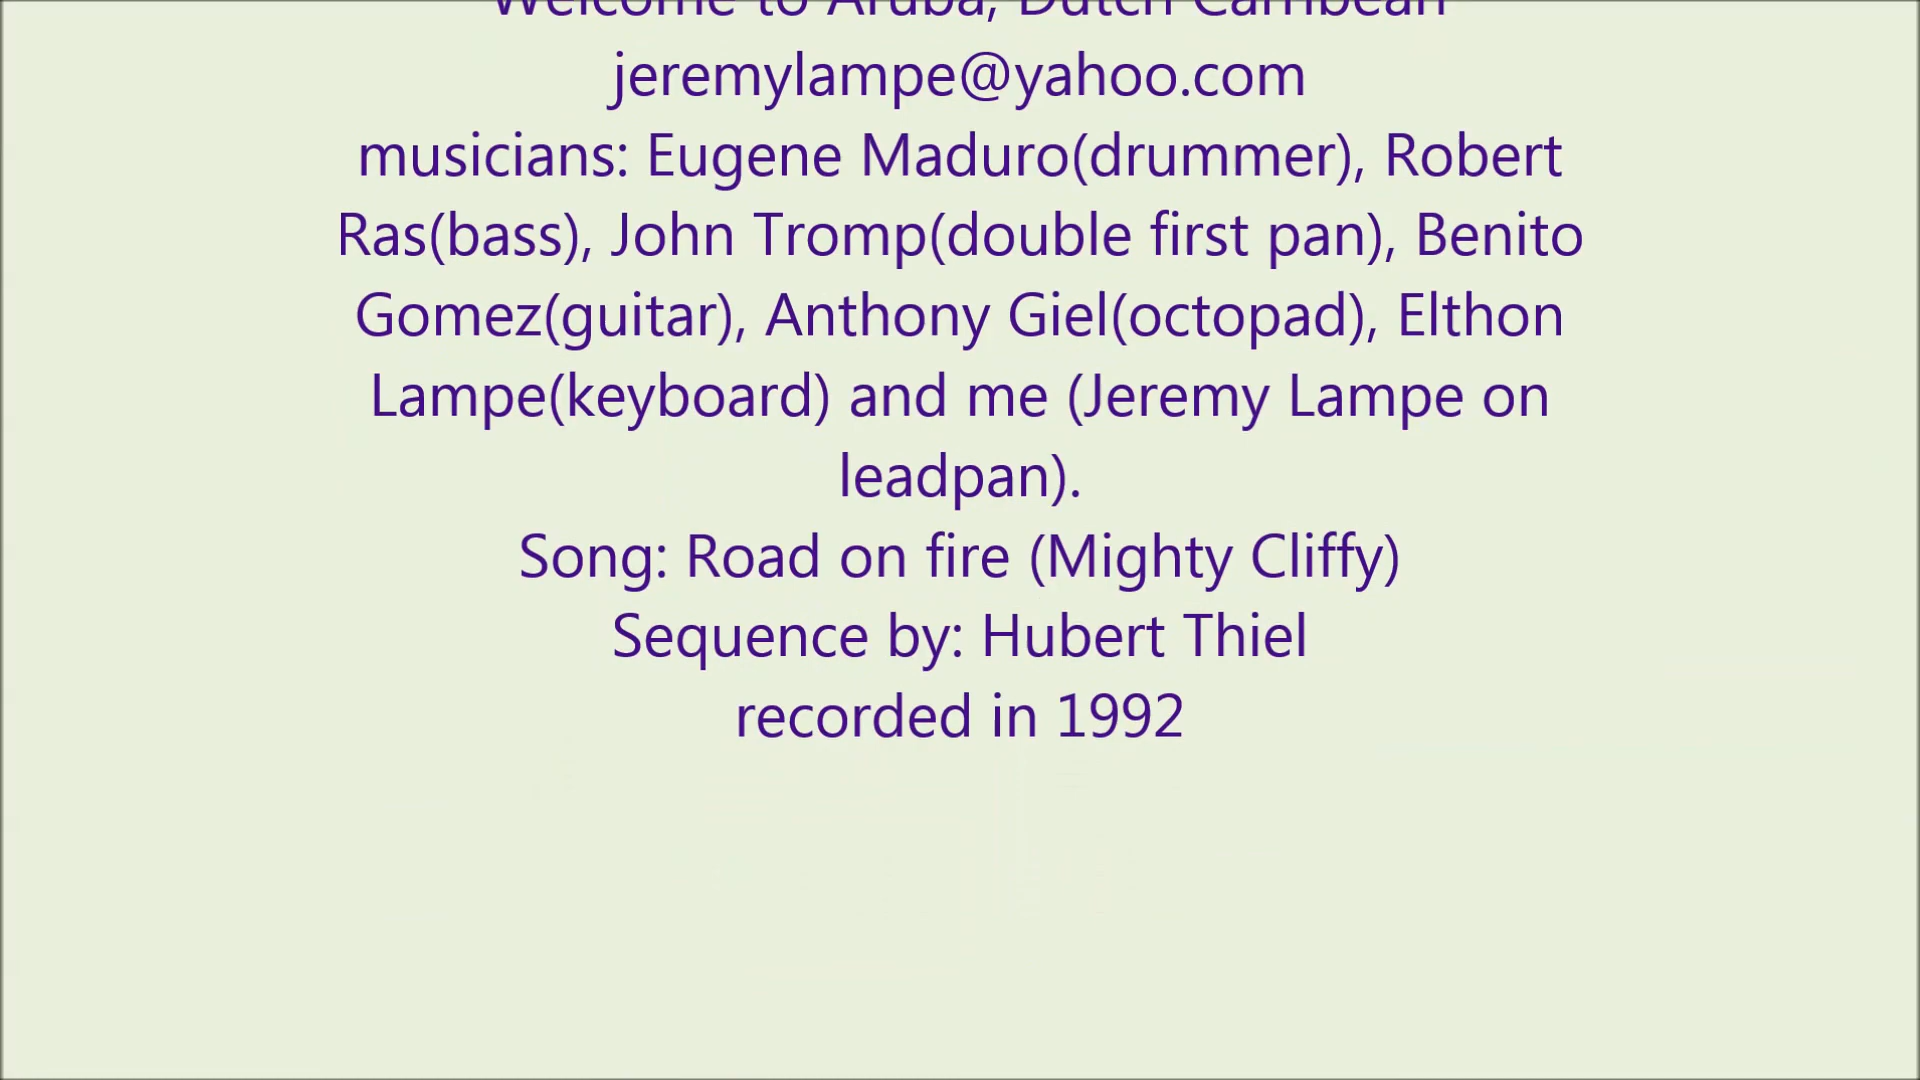 Welcome to Aruba, Dutch Carribean
jeremylampe@yahoo.com
musicians: Eugene Maduro(drummer), Robert
Ras(bass), John Tromp(double first pan), Benito
Gomez(guitar), Anthony Giel(octopad), Elthon
Lampe(keyboard) and me (Jeremy Lampe on
leadpan).
Song: Road on fire (Mighty Cliffy)
Sequence by: Hubert Thiel
recorded in 1992